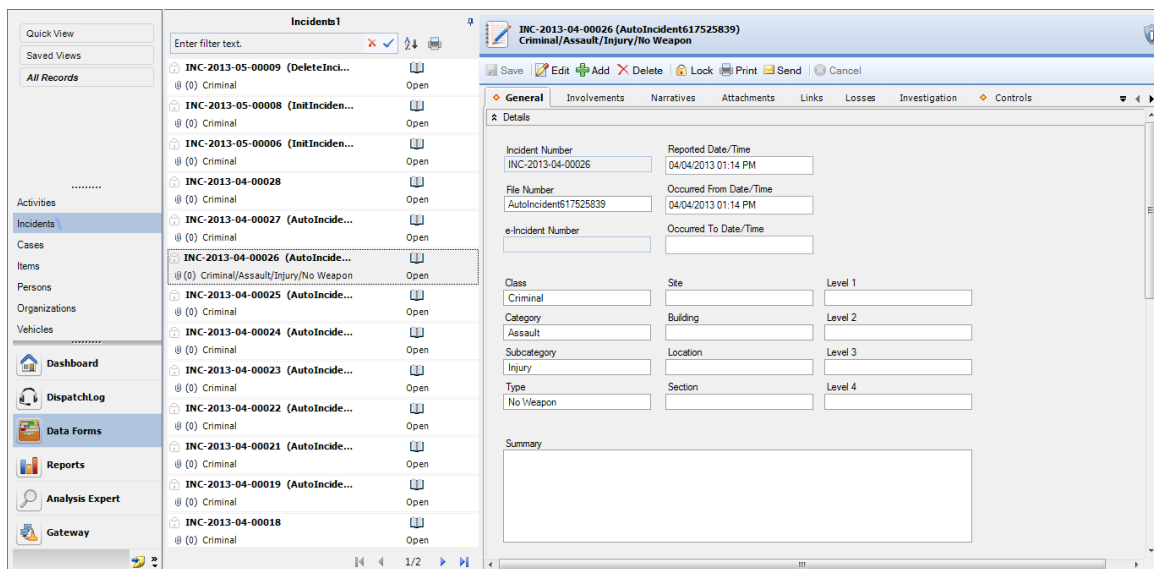 Quick View
Saved Views
All Records
Activities
Incidents
Cases
Items
Persons
Organizations
Vehicles
Dashboard
DispatchLog
Data Forms
Reports
Analysis Expert
Gateway
Incidents1
Enter filter text.
INC-2013-05-00009 (DeleteInci...
(0) Criminal Open
INC-2013-05-00008 (InitInciden...
(0) Criminal Open
INC-2013-05-00006 (InitInciden...
(0) Criminal Open
INC-2013-04-00028
(0) Criminal Open
INC-2013-04-00027 (AutoIncide...
(0) Criminal Open
INC-2013-04-00026 (AutoIncide...
(0) Criminal/Assault/Injury/No Weapon Open
INC-2013-04-00025 (AutoIncide...
(0) Criminal Open
INC-2013-04-00024 (AutoIncide...
(0) Criminal Open
INC-2013-04-00023 (AutoIncide...
(0) Criminal Open
INC-2013-04-00022 (AutoIncide...
(0) Criminal Open
INC-2013-04-00021 (AutoIncide...
(0) Criminal Open
INC-2013-04-00019 (AutoIncide...
(0) Criminal Open
INC-2013-04-00018
(0) Criminal Open
1/2
INC-2013-04-00026 (AutoIncident617525839)
Criminal/Assault/Injury/No Weapon
Save Edit Add Delete Lock Print Send Cancel
General Involvements Narratives Attachments Links Losses Investigation Controls
Details
Incident Number Reported Date/Time
INC-2013-04-00026 04/04/2013 01:14 PM
File Number Occurred From Date/Time
AutoIncident617525839 04/04/2013 01:14 PM
e-Incident Number Occurred To Date/Time
Class Site Level 1
Criminal
Category Building Level 2
Assault
Subcategory Location Level 3
Injury
Type Section Level 4
No Weapon
Summary